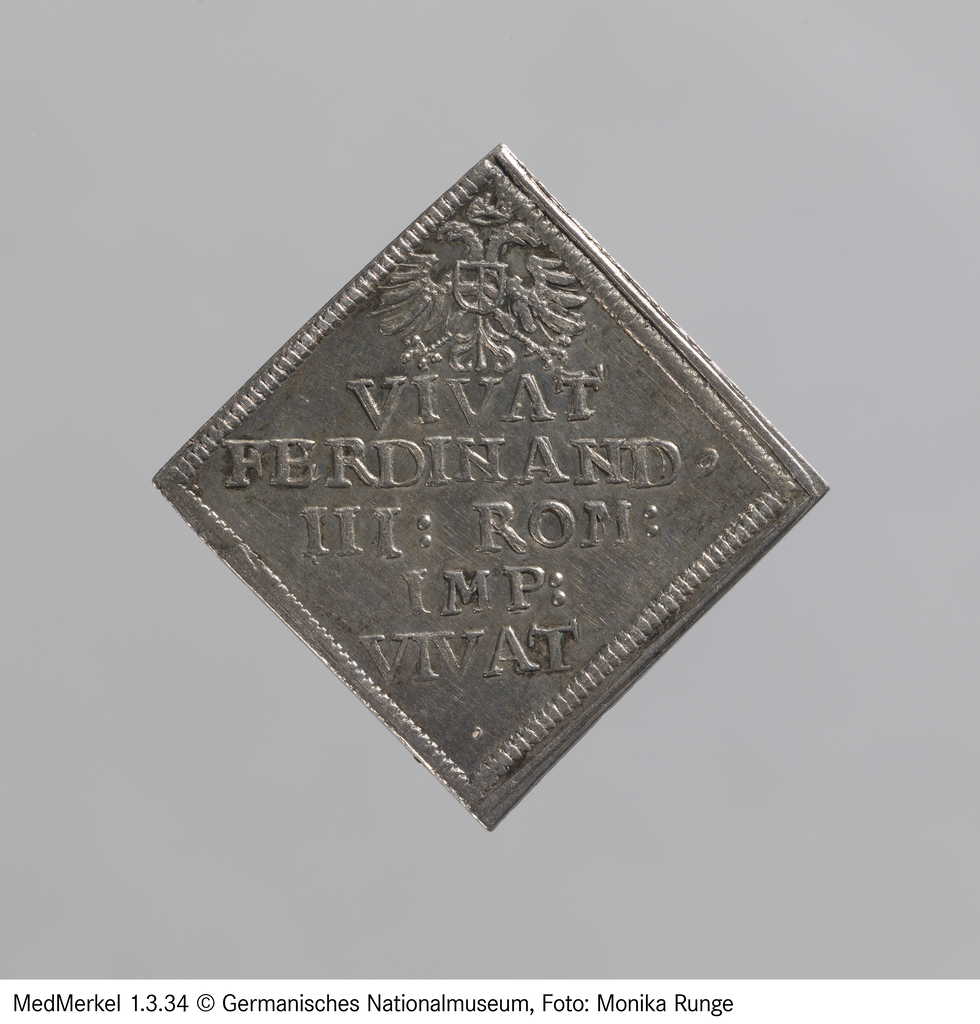 VIVAT
FERDINAND.
III: ROM:
IMP:
VIVAT
MedMerkel 1.3.34 © Germanisches Nationalmuseum, Foto: Monika Runge